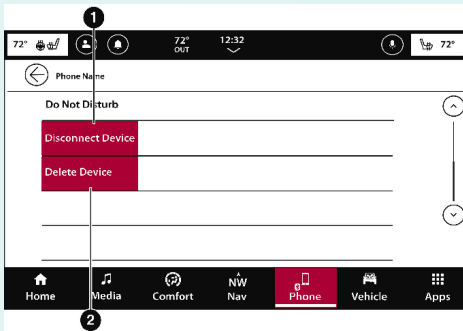 1
72° 72° OUT 12:32 72°
Phone Name
Do Not Disturb
Disconnect Device
Delete Device
NW
Home Media Comfort Nav Phone Vehicle Apps
2